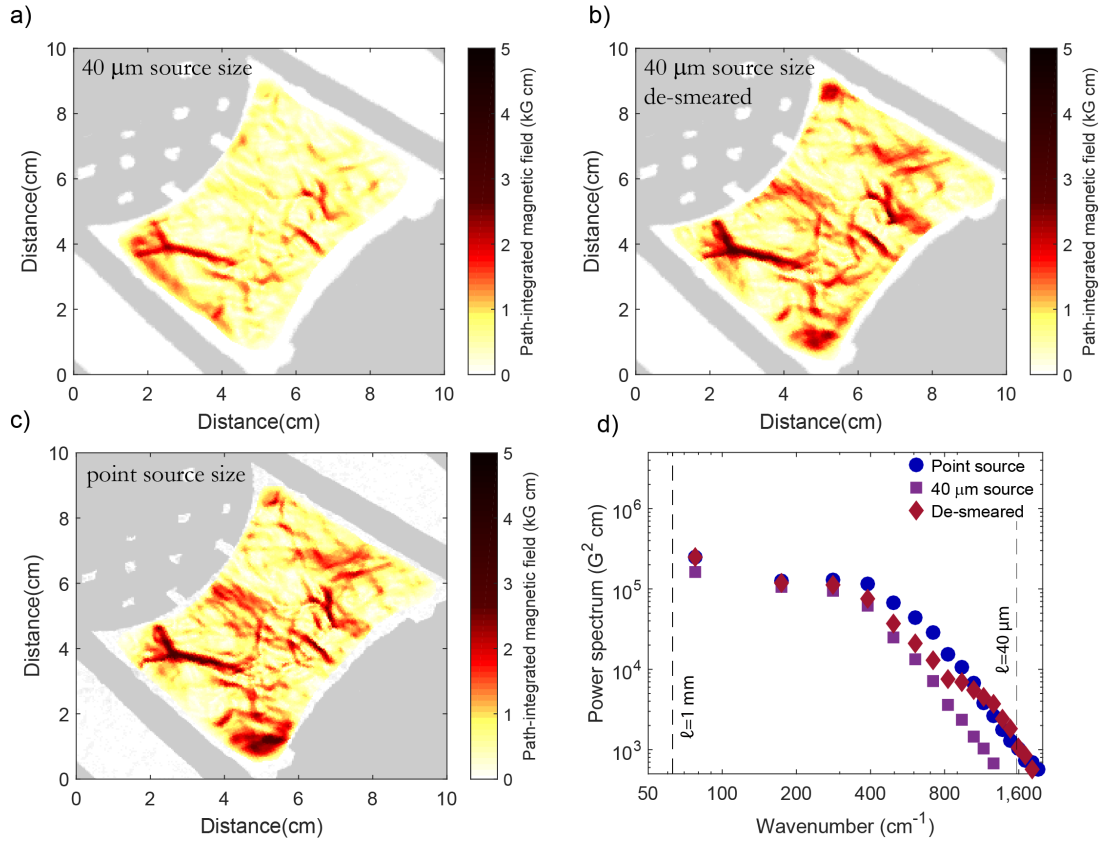 a)
40 μm source size
10
8
6
4
2
0
Distance(cm)
0 2 4 6 8 10
Distance(cm)
5
4
3
2
1
0
Path-integrated magnetic field (kG cm)
b)
40 μm source size
de-smeared
10
8
6
4
2
0
Distance(cm)
0 2 4 6 8 10
Distance(cm)
5
4
3
2
1
0
Path-integrated magnetic field (kG cm)
c)
point source size
10
8
6
4
2
0
Distance(cm)
0 2 4 6 8 10
Distance(cm)
5
4
3
2
1
0
Path-integrated magnetic field (kG cm)
d)
Point source
40 μm source
De-smeared
10⁶
10⁵
10⁴
10³
Power spectrum (G² cm)
ℓ=1 mm
ℓ=40 μm
50 100 200 400 800 1,600
Wavenumber (cm⁻¹)